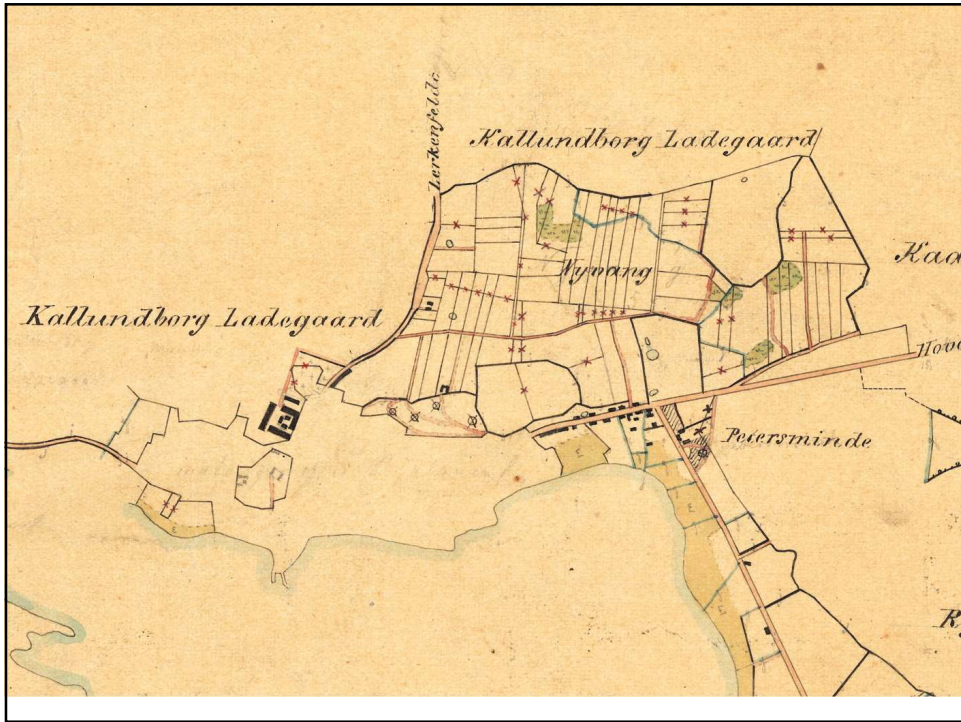 Lerkenfeldt
Kallundborg Ladegaard
Nyvang
Kallundborg Ladegaard
Petersminde